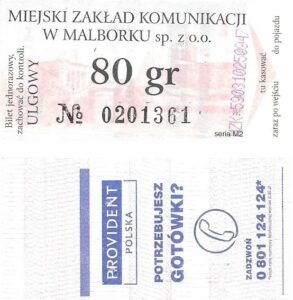 MIEJSKI ZAKŁAD KOMUNIKACJI
W MALBORKU sp. z o.o.
Bilet jednorazowy,
zachować do kontroli.
ULGOWY
80 gr
№ 0201361
seria M2
tu kasować
zaraz po wejściu do pojazdu
PROVIDENT
POLSKA
POTRZEBUJESZ
GOTÓWKI?
ZADZWOŃ
0 801 124 124*